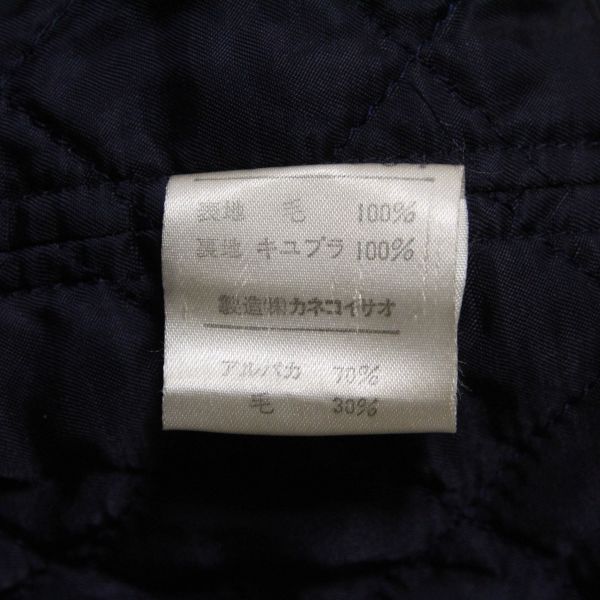 表地 毛 100%
裏地 キユプラ 100%
製造㈱カネコイサオ
アルパカ 70%
毛 30%